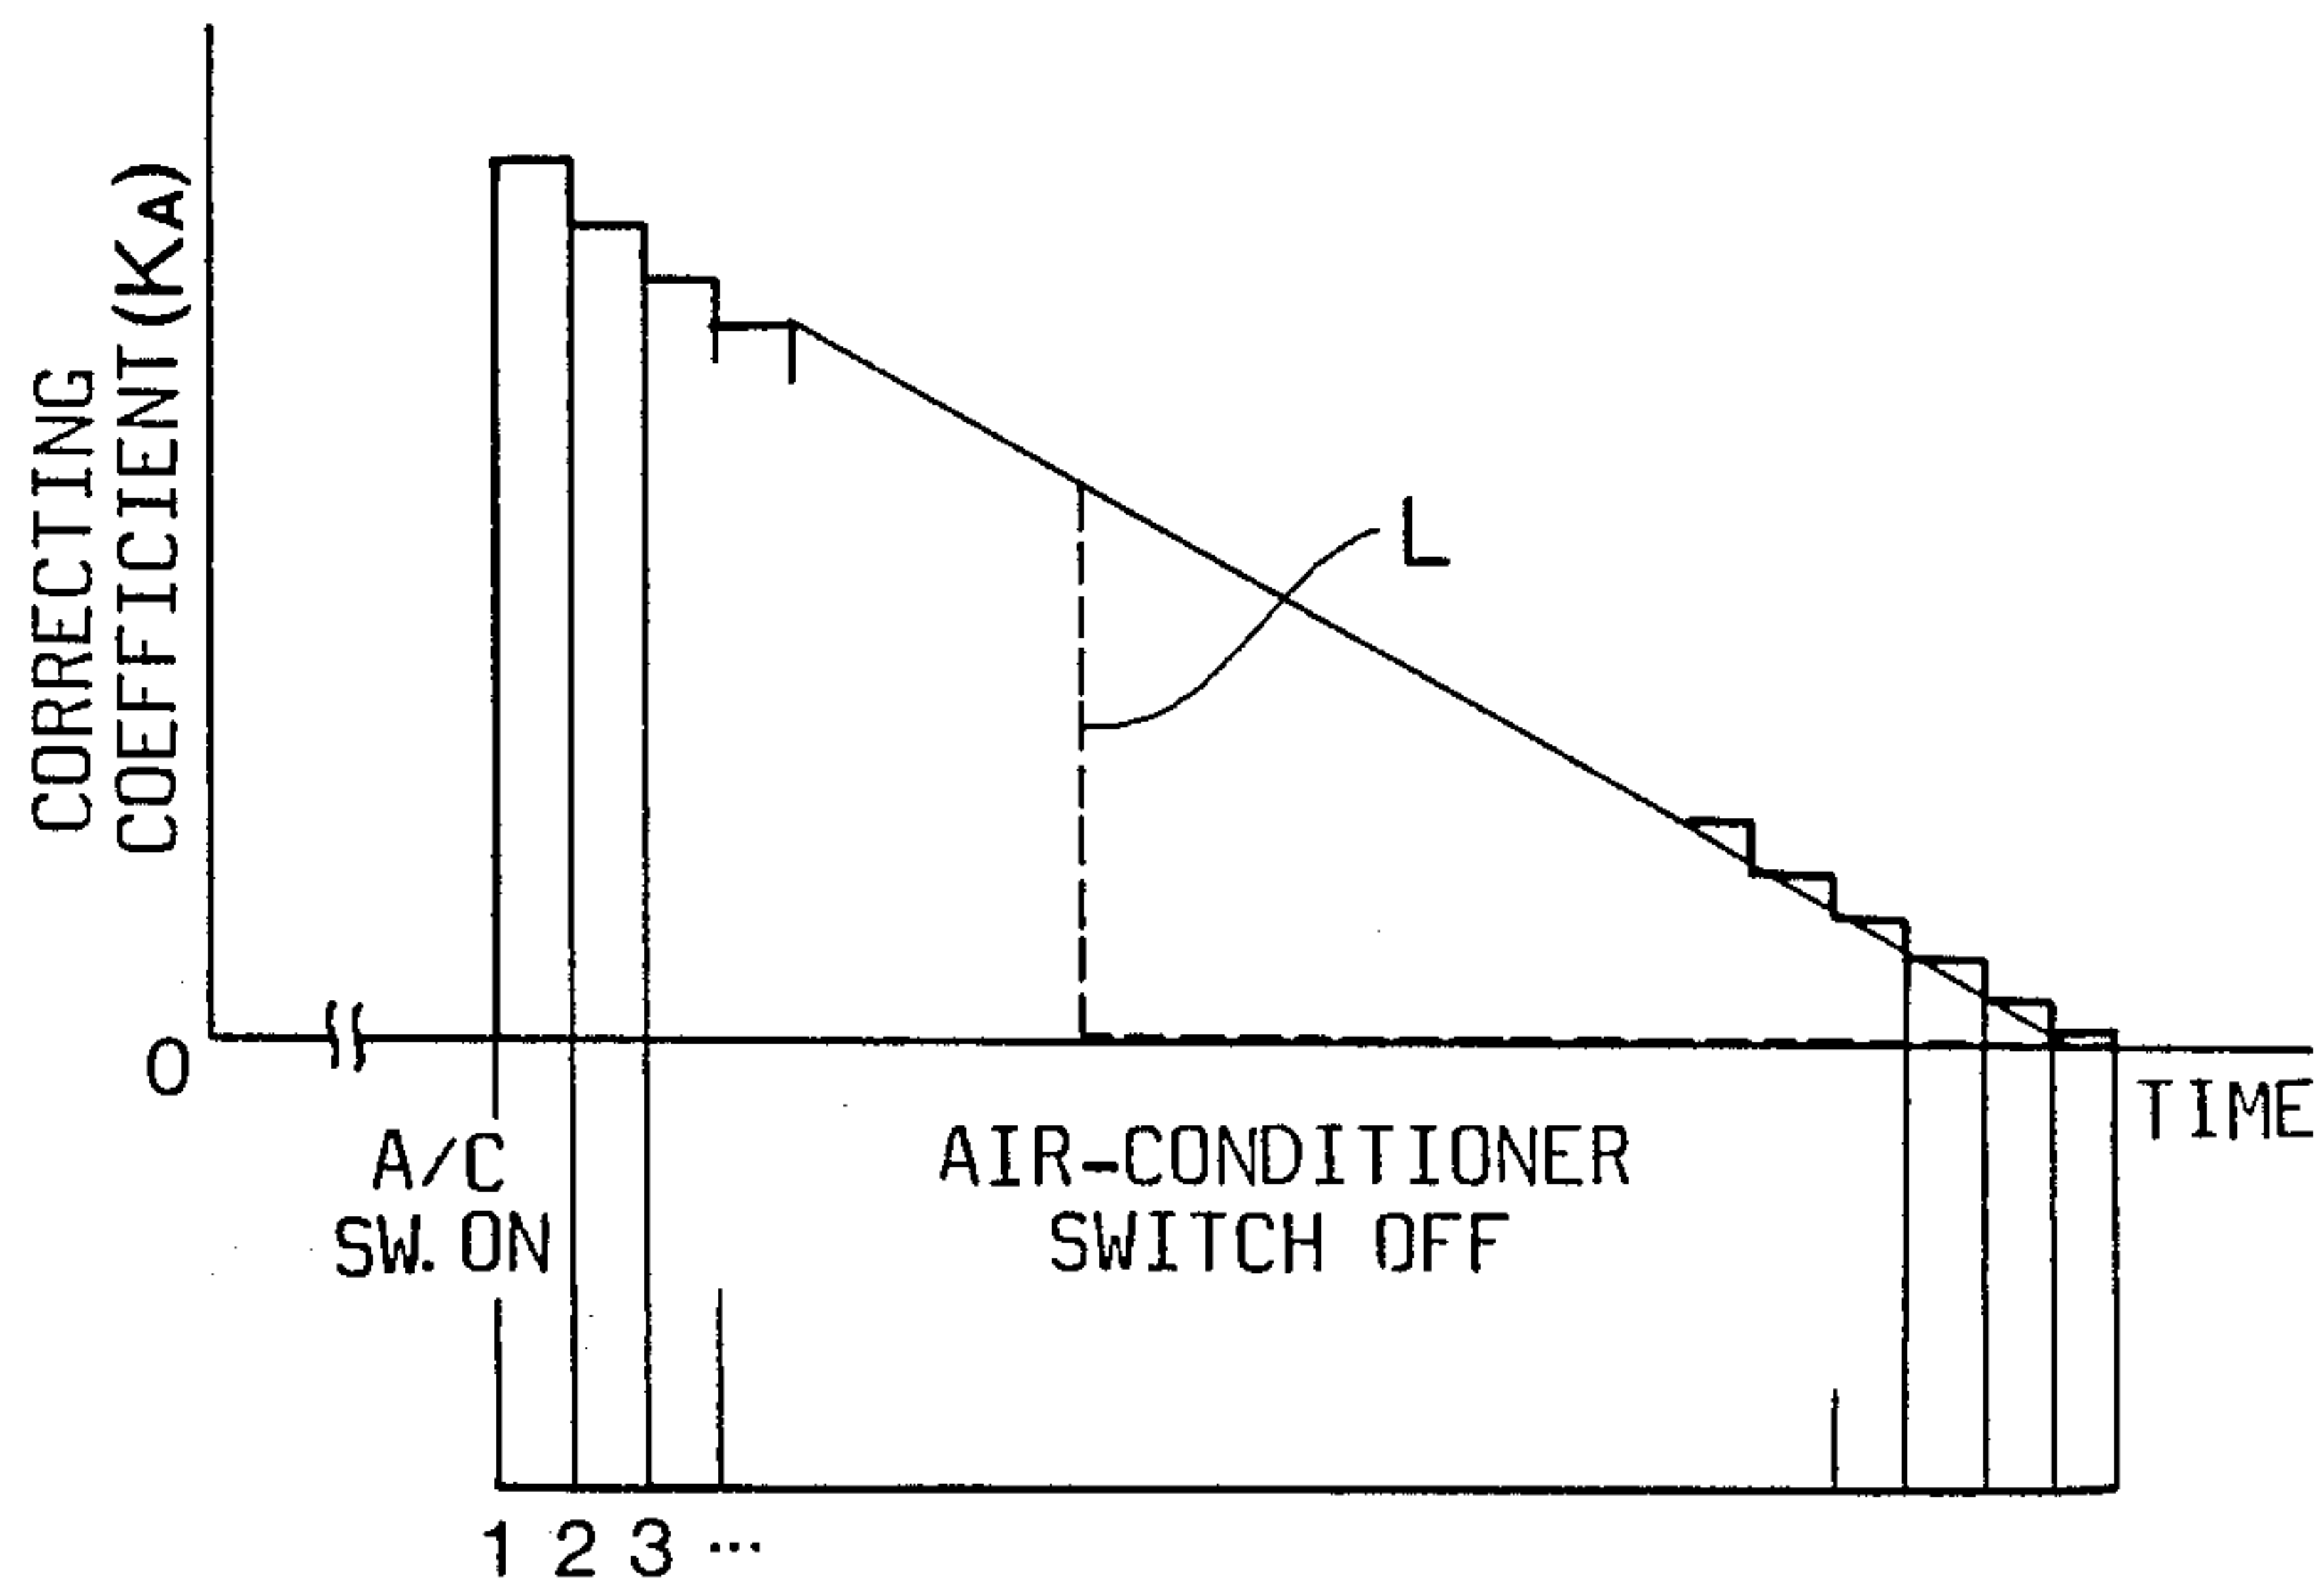 CORRECTING
COEFFICIENT (KA)
L
0
TIME
A/C
SW. ON
AIR-CONDITIONER
SWITCH OFF
1 2 3 ...